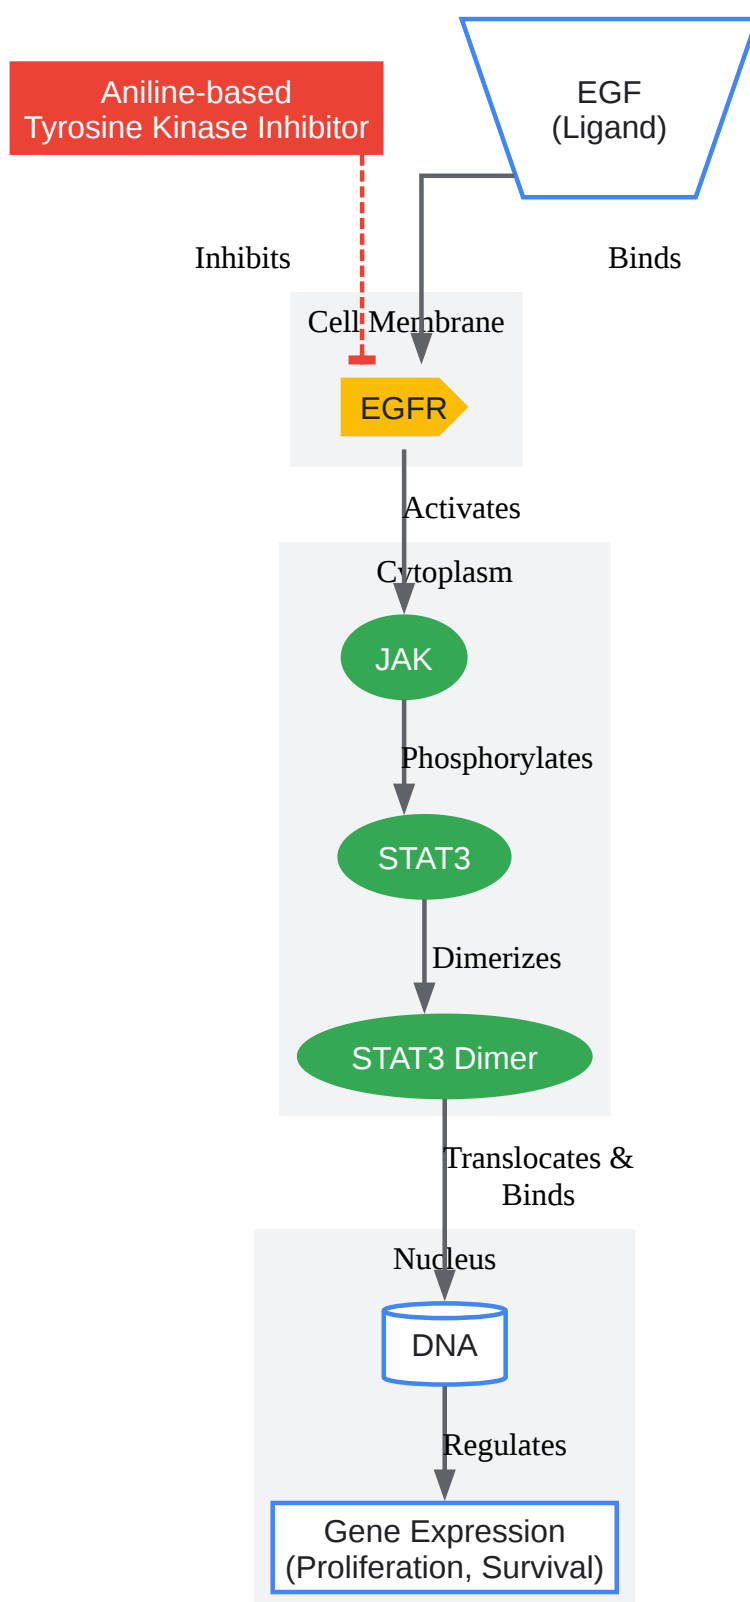 Aniline-based
Tyrosine Kinase Inhibitor
EGF
(Ligand)
Inhibits
Binds
Cell Membrane
EGFR
Activates
Cytoplasm
JAK
Phosphorylates
STAT3
Dimerizes
STAT3 Dimer
Translocates &
Binds
Nucleus
DNA
Regulates
Gene Expression
(Proliferation, Survival)